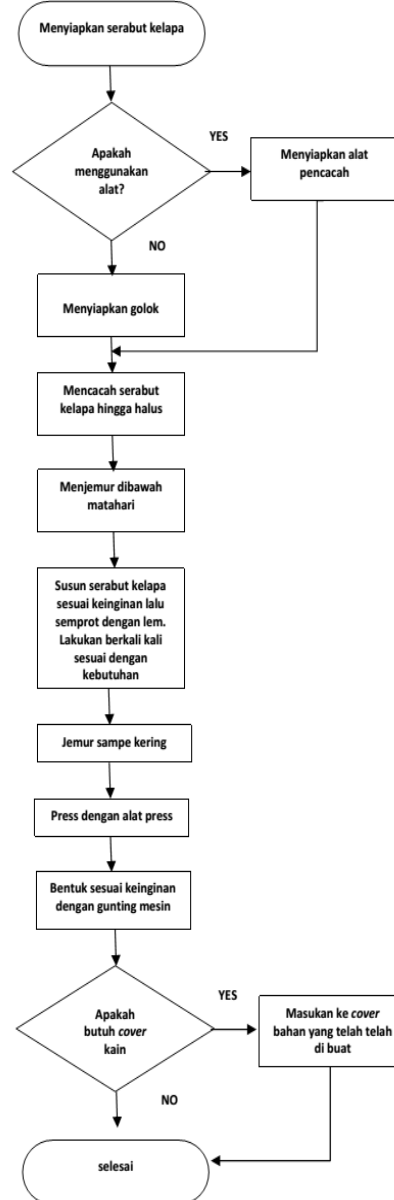 Menyiapkan serabut kelapa
Apakah
menggunakan
alat?
YES
Menyiapkan alat
pencacah
NO
Menyiapkan golok
Mencacah serabut
kelapa hingga halus
Menjemur dibawah
matahari
Susun serabut kelapa
sesuai keinginan lalu
semprot dengan lem.
Lakukan berkali kali
sesuai dengan
kebutuhan
Jemur sampe kering
Press dengan alat press
Bentuk sesuai keinginan
dengan gunting mesin
Apakah
butuh cover
kain
YES
Masukan ke cover
bahan yang telah telah
di buat
NO
selesai